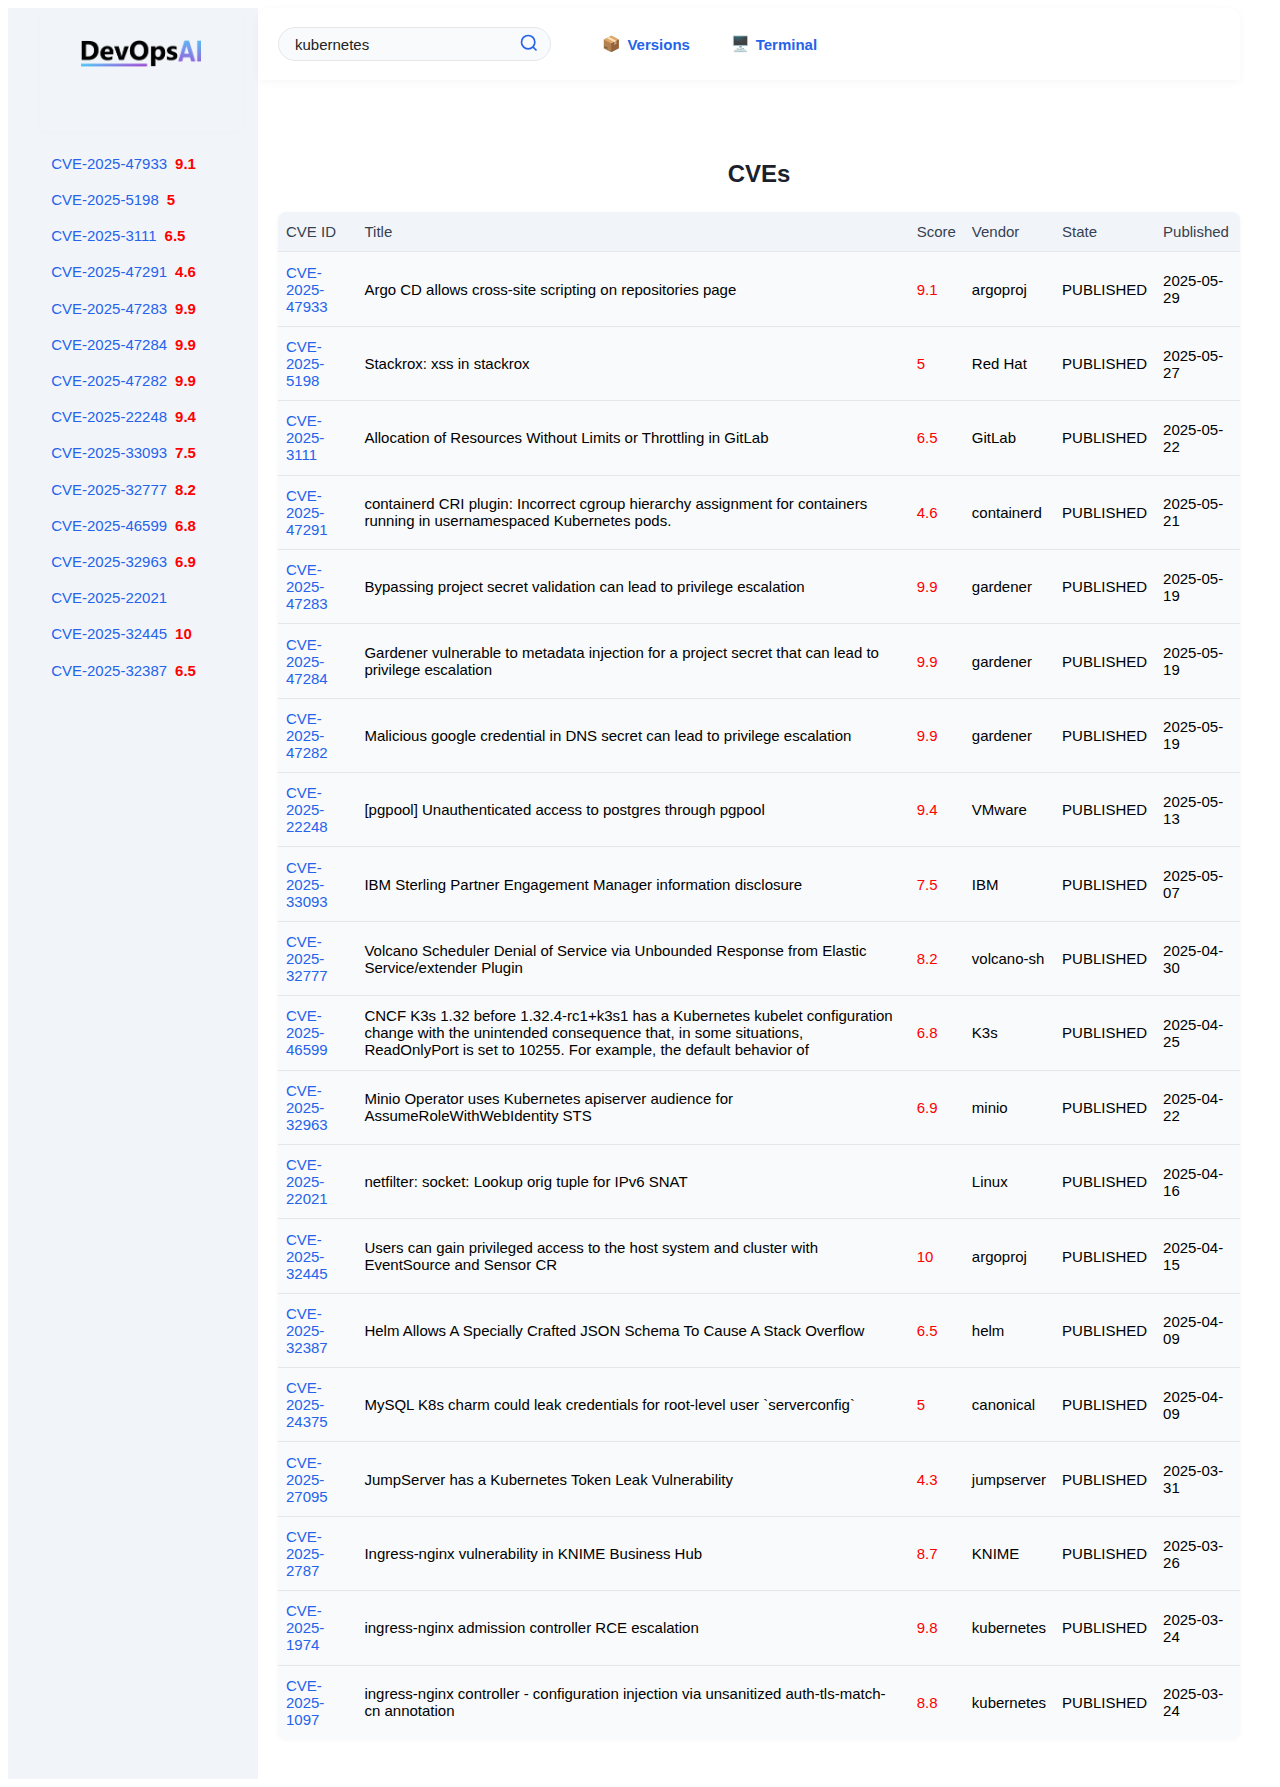 DevOpsAI
kubernetes
📦 Versions
🖥️ Terminal
CVE-2025-47933 9.1
CVE-2025-5198 5
CVE-2025-3111 6.5
CVE-2025-47291 4.6
CVE-2025-47283 9.9
CVE-2025-47284 9.9
CVE-2025-47282 9.9
CVE-2025-22248 9.4
CVE-2025-33093 7.5
CVE-2025-32777 8.2
CVE-2025-46599 6.8
CVE-2025-32963 6.9
CVE-2025-22021
CVE-2025-32445 10
CVE-2025-32387 6.5
CVEs
CVE ID Title Score Vendor State Published
CVE-
2025-
47933
Argo CD allows cross-site scripting on repositories page
9.1
argoproj
PUBLISHED
2025-05-
29
CVE-
2025-
5198
Stackrox: xss in stackrox
5
Red Hat
PUBLISHED
2025-05-
27
CVE-
2025-
3111
Allocation of Resources Without Limits or Throttling in GitLab
6.5
GitLab
PUBLISHED
2025-05-
22
CVE-
2025-
47291
containerd CRI plugin: Incorrect cgroup hierarchy assignment for containers
running in usernamespaced Kubernetes pods.
4.6
containerd
PUBLISHED
2025-05-
21
CVE-
2025-
47283
Bypassing project secret validation can lead to privilege escalation
9.9
gardener
PUBLISHED
2025-05-
19
CVE-
2025-
47284
Gardener vulnerable to metadata injection for a project secret that can lead to
privilege escalation
9.9
gardener
PUBLISHED
2025-05-
19
CVE-
2025-
47282
Malicious google credential in DNS secret can lead to privilege escalation
9.9
gardener
PUBLISHED
2025-05-
19
CVE-
2025-
22248
[pgpool] Unauthenticated access to postgres through pgpool
9.4
VMware
PUBLISHED
2025-05-
13
CVE-
2025-
33093
IBM Sterling Partner Engagement Manager information disclosure
7.5
IBM
PUBLISHED
2025-05-
07
CVE-
2025-
32777
Volcano Scheduler Denial of Service via Unbounded Response from Elastic
Service/extender Plugin
8.2
volcano-sh
PUBLISHED
2025-04-
30
CVE-
2025-
46599
CNCF K3s 1.32 before 1.32.4-rc1+k3s1 has a Kubernetes kubelet configuration
change with the unintended consequence that, in some situations,
ReadOnlyPort is set to 10255. For example, the default behavior of
6.8
K3s
PUBLISHED
2025-04-
25
CVE-
2025-
32963
Minio Operator uses Kubernetes apiserver audience for
AssumeRoleWithWebIdentity STS
6.9
minio
PUBLISHED
2025-04-
22
CVE-
2025-
22021
netfilter: socket: Lookup orig tuple for IPv6 SNAT
Linux
PUBLISHED
2025-04-
16
CVE-
2025-
32445
Users can gain privileged access to the host system and cluster with
EventSource and Sensor CR
10
argoproj
PUBLISHED
2025-04-
15
CVE-
2025-
32387
Helm Allows A Specially Crafted JSON Schema To Cause A Stack Overflow
6.5
helm
PUBLISHED
2025-04-
09
CVE-
2025-
24375
MySQL K8s charm could leak credentials for root-level user `serverconfig`
5
canonical
PUBLISHED
2025-04-
09
CVE-
2025-
27095
JumpServer has a Kubernetes Token Leak Vulnerability
4.3
jumpserver
PUBLISHED
2025-03-
31
CVE-
2025-
2787
Ingress-nginx vulnerability in KNIME Business Hub
8.7
KNIME
PUBLISHED
2025-03-
26
CVE-
2025-
1974
ingress-nginx admission controller RCE escalation
9.8
kubernetes
PUBLISHED
2025-03-
24
CVE-
2025-
1097
ingress-nginx controller - configuration injection via unsanitized auth-tls-match-
cn annotation
8.8
kubernetes
PUBLISHED
2025-03-
24